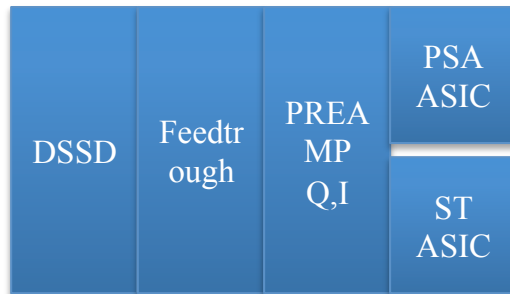 DSSD
Feedtr
ough
PREA
MP
Q,I
PSA
ASIC
ST
ASIC